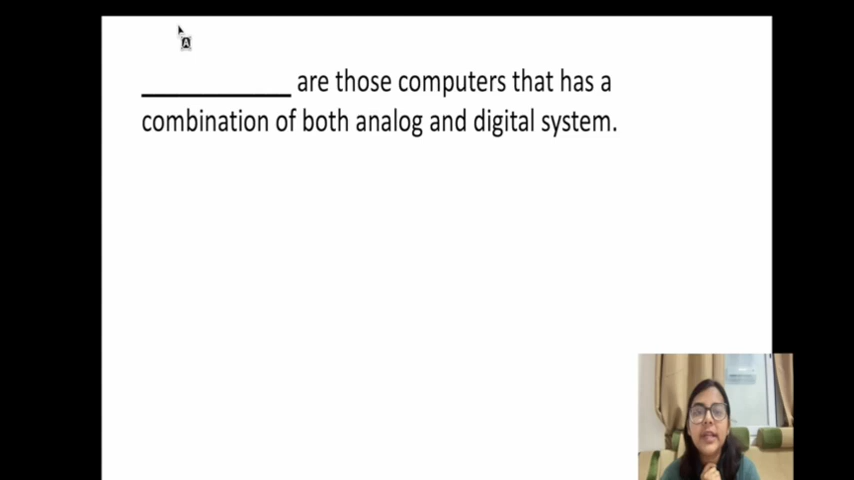 ____________ are those computers that has a
combination of both analog and digital system.